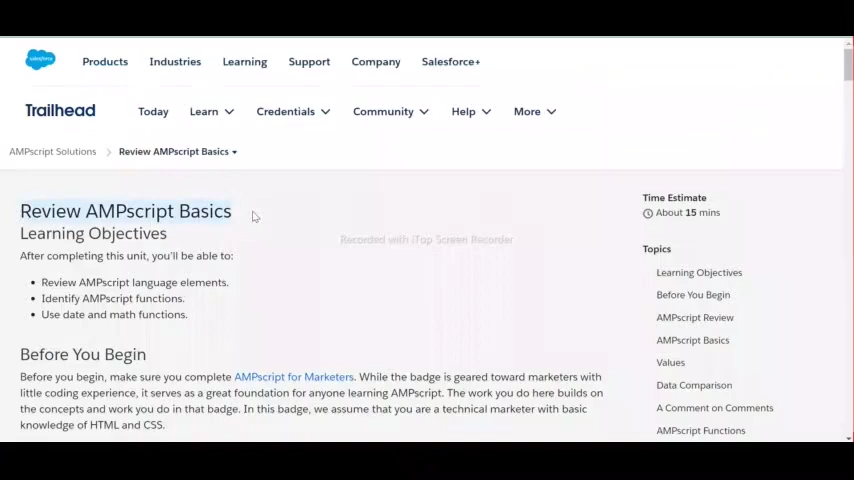 salesforce
Products Industries Learning Support Company Salesforce+
Trailhead Today Learn Credentials Community Help More
AMPscript Solutions Review AMPscript Basics
Review AMPscript Basics
Learning Objectives
After completing this unit, you'll be able to:
Review AMPscript language elements.
Identify AMPscript functions.
Use date and math functions.
Before You Begin
Before you begin, make sure you complete AMPscript for Marketers. While the badge is geared toward marketers with
little coding experience, it serves as a great foundation for anyone learning AMPscript. The work you do here builds on
the concepts and work you do in that badge. In this badge, we assume that you are a technical marketer with basic
knowledge of HTML and CSS.
Time Estimate
About 15 mins
Topics
Learning Objectives
Before You Begin
AMPscript Review
AMPscript Basics
Values
Data Comparison
A Comment on Comments
AMPscript Functions
Recorded with iTop Screen Recorder